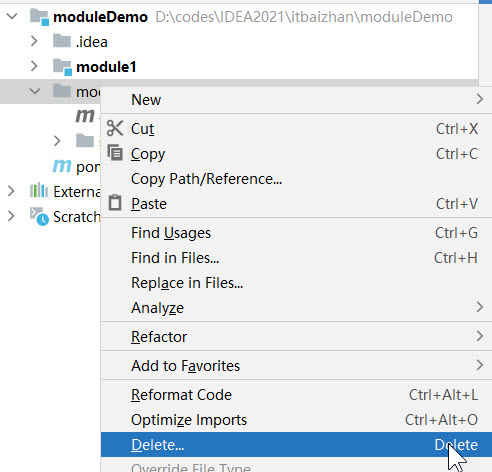 moduleDemo D:\codes\IDEA2021\itbaizhan\moduleDemo
.idea
module1
mod
New
m
Cut Ctrl+X
Copy Ctrl+C
m pom
Copy Path/Reference...
Externa
Paste Ctrl+V
Scratch
Find Usages Ctrl+G
Find in Files... Ctrl+H
Replace in Files...
Analyze
Refactor
Add to Favorites
Reformat Code Ctrl+Alt+L
Optimize Imports Ctrl+Alt+O
Delete... Delete
Override File Type